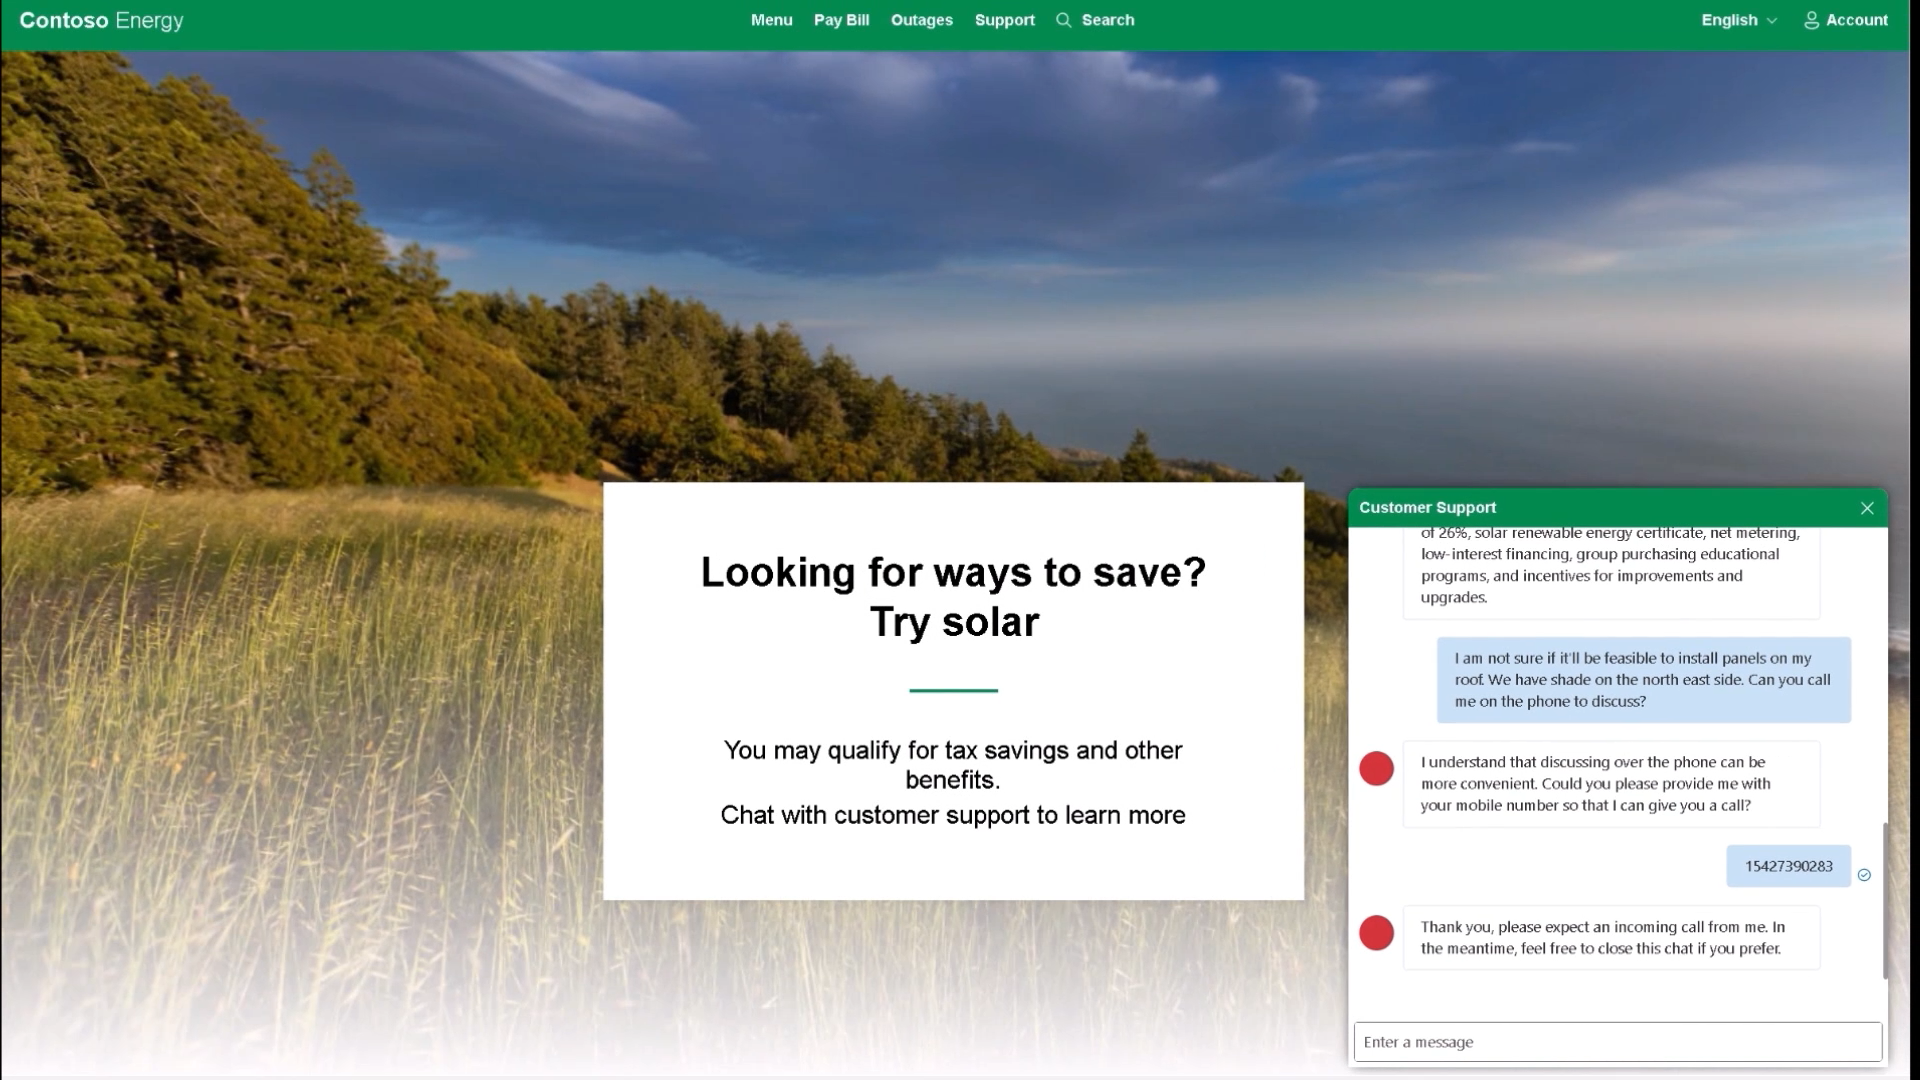 Contoso Energy
Menu Pay Bill Outages Support Search
English Account
Looking for ways to save?
Try solar
You may qualify for tax savings and other
benefits.
Chat with customer support to learn more
Customer Support
of 26%, solar renewable energy certificate, net metering,
low-interest financing, group purchasing educational
programs, and incentives for improvements and
upgrades.
I am not sure if it'll be feasible to install panels on my
roof. We have shade on the north east side. Can you call
me on the phone to discuss?
I understand that discussing over the phone can be
more convenient. Could you please provide me with
your mobile number so that I can give you a call?
15427390283
Thank you, please expect an incoming call from me. In
the meantime, feel free to close this chat if you prefer.
Enter a message